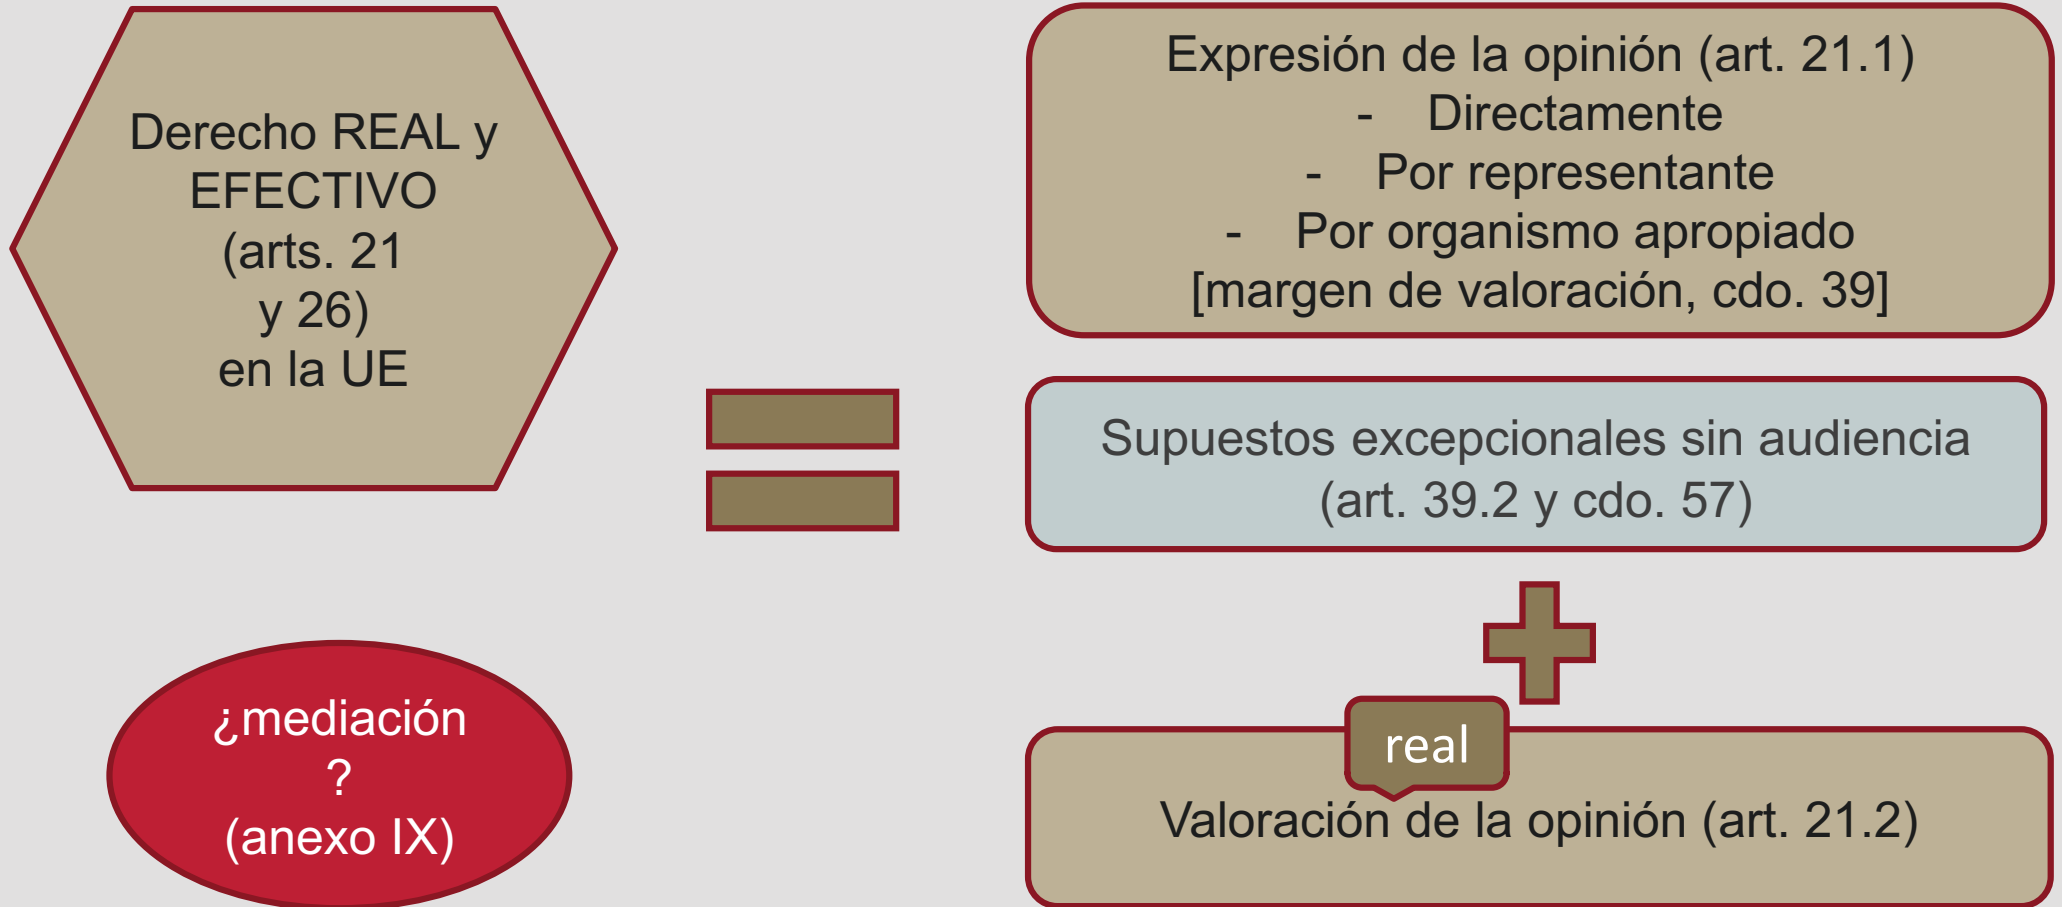 Derecho REAL y
EFECTIVO
(arts. 21
y 26)
en la UE
Expresión de la opinión (art. 21.1)
- Directamente
- Por representante
- Por organismo apropiado
[margen de valoración, cdo. 39]
Supuestos excepcionales sin audiencia
(art. 39.2 y cdo. 57)
real
Valoración de la opinión (art. 21.2)
¿mediación
?
(anexo IX)